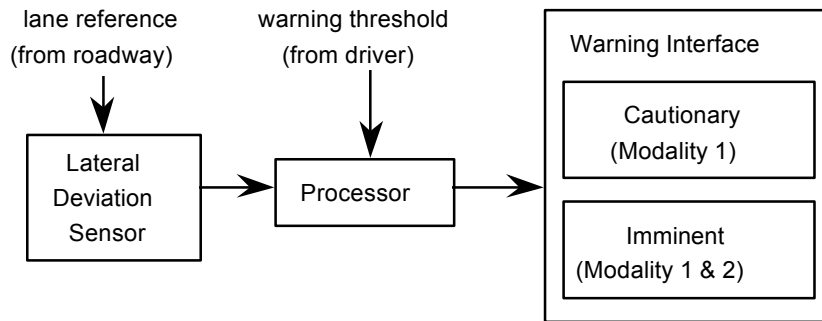 lane reference
(from roadway)
warning threshold
(from driver)
Lateral
Deviation
Sensor
Processor
Warning Interface
Cautionary
(Modality 1)
Imminent
(Modality 1 & 2)